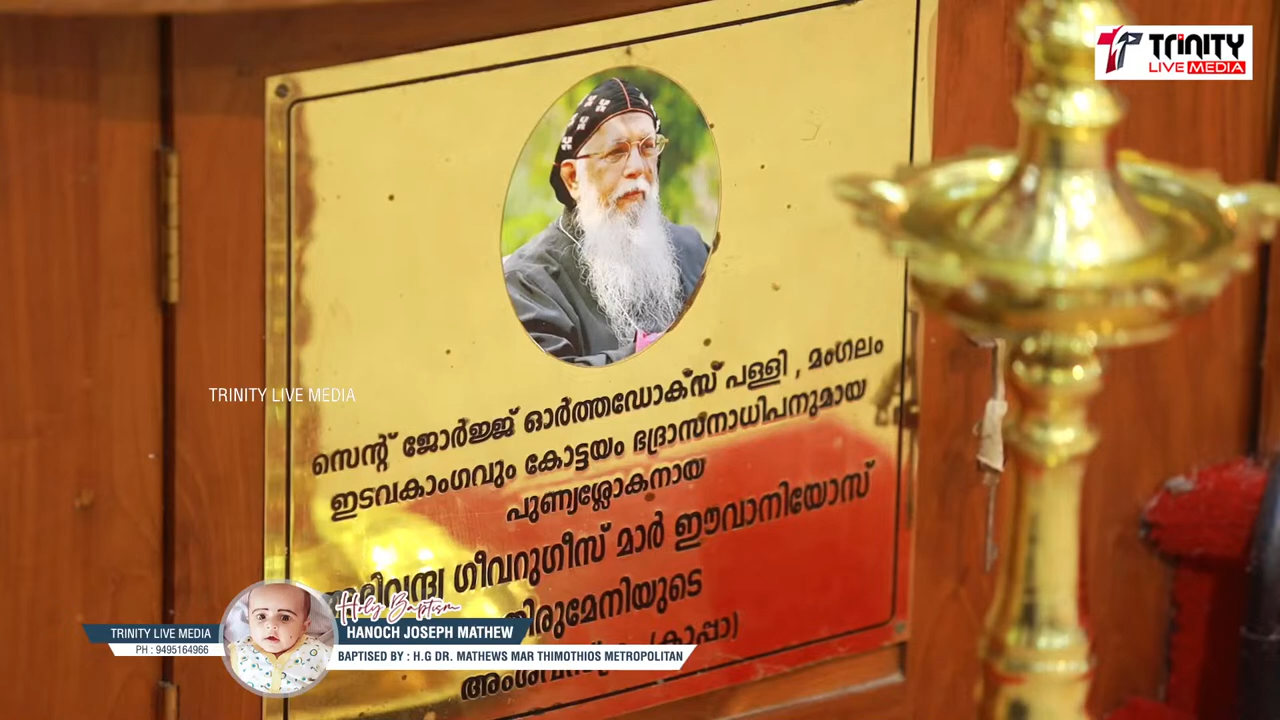 TRINITY
LIVE MEDIA
TRINITY LIVE MEDIA
സെന്റ് ജോർജ്ജ് ഓർത്തഡോക്സ് പള്ളി , മംഗലം
ഇടവകാംഗവും കോട്ടയം ഭദ്രാസനാധിപനുമായ
പുണ്യശ്ലോകനായ
ഗീവറുഗീസ് മാർ ഈവാനിയോസ്
തിരുമേനിയുടെ
(കാപ്പാ)
Holy Baptism
TRINITY LIVE MEDIA
PH : 9495164966
HANOCH JOSEPH MATHEW
BAPTISED BY : H.G DR. MATHEWS MAR THIMOTHIOS METROPOLITAN